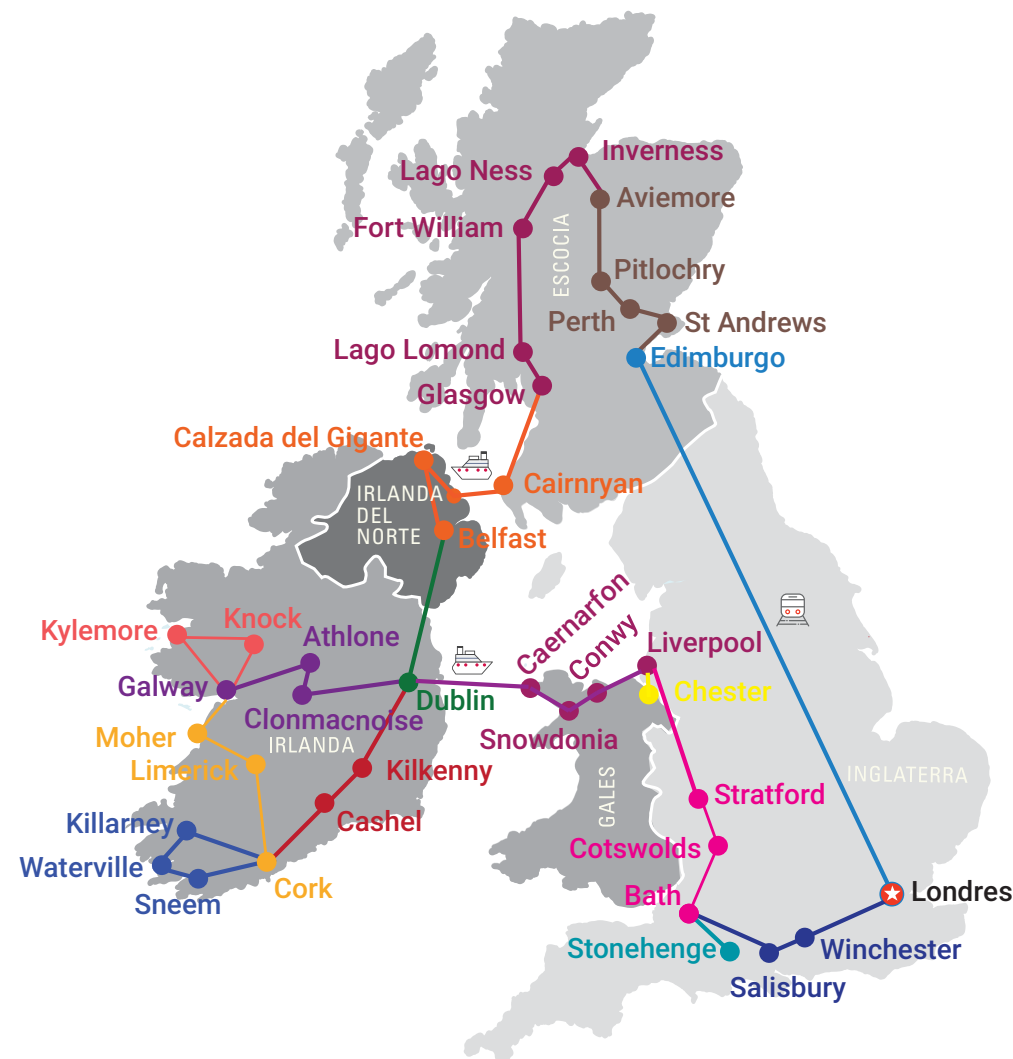 Inverness
Lago Ness
Aviemore
Fort William
ESCOCIA
Pitlochry
Perth
St Andrews
Lago Lomond
Edimburgo
Glasgow
Calzada del Gigante
Cairnryan
IRLANDA
DEL
NORTE
Belfast
Caernarfon
Conwy
Knock
Kylemore
Athlone
Liverpool
Galway
Dublin
Chester
Clonmacnoise
Moher
IRLANDA
Snowdonia
Limerick
Kilkenny
INGLATERRA
GALES
Stratford
Killarney
Cashel
Cotswolds
Waterville
Cork
Bath
Londres
Sneem
Stonehenge
Winchester
Salisbury